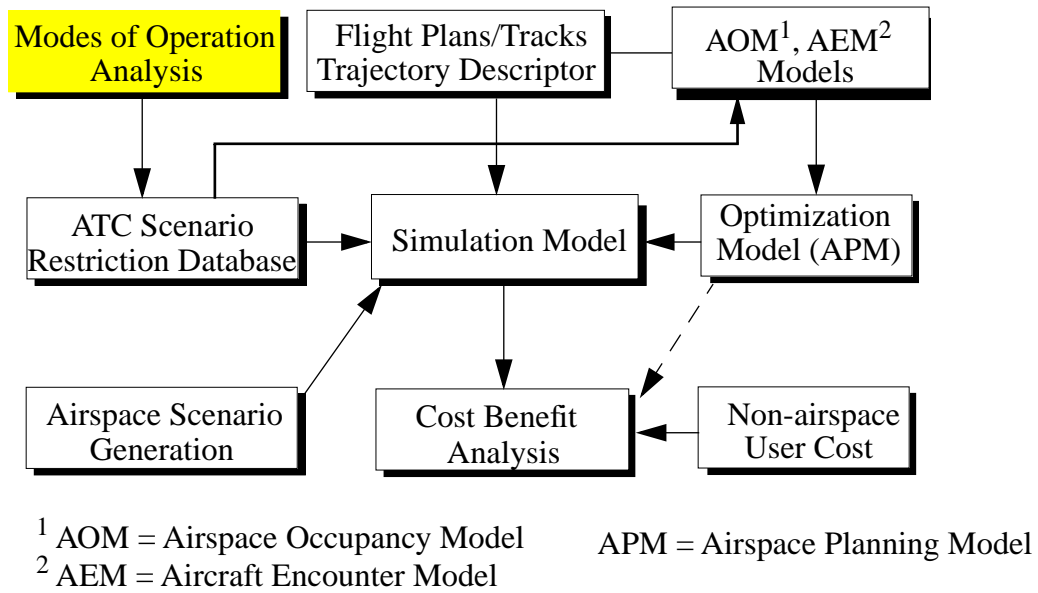 Modes of Operation
Analysis
Flight Plans/Tracks
Trajectory Descriptor
AOM¹, AEM²
Models
ATC Scenario
Restriction Database
Simulation Model
Optimization
Model (APM)
Airspace Scenario
Generation
Cost Benefit
Analysis
Non-airspace
User Cost
¹ AOM = Airspace Occupancy Model
² AEM = Aircraft Encounter Model
APM = Airspace Planning Model